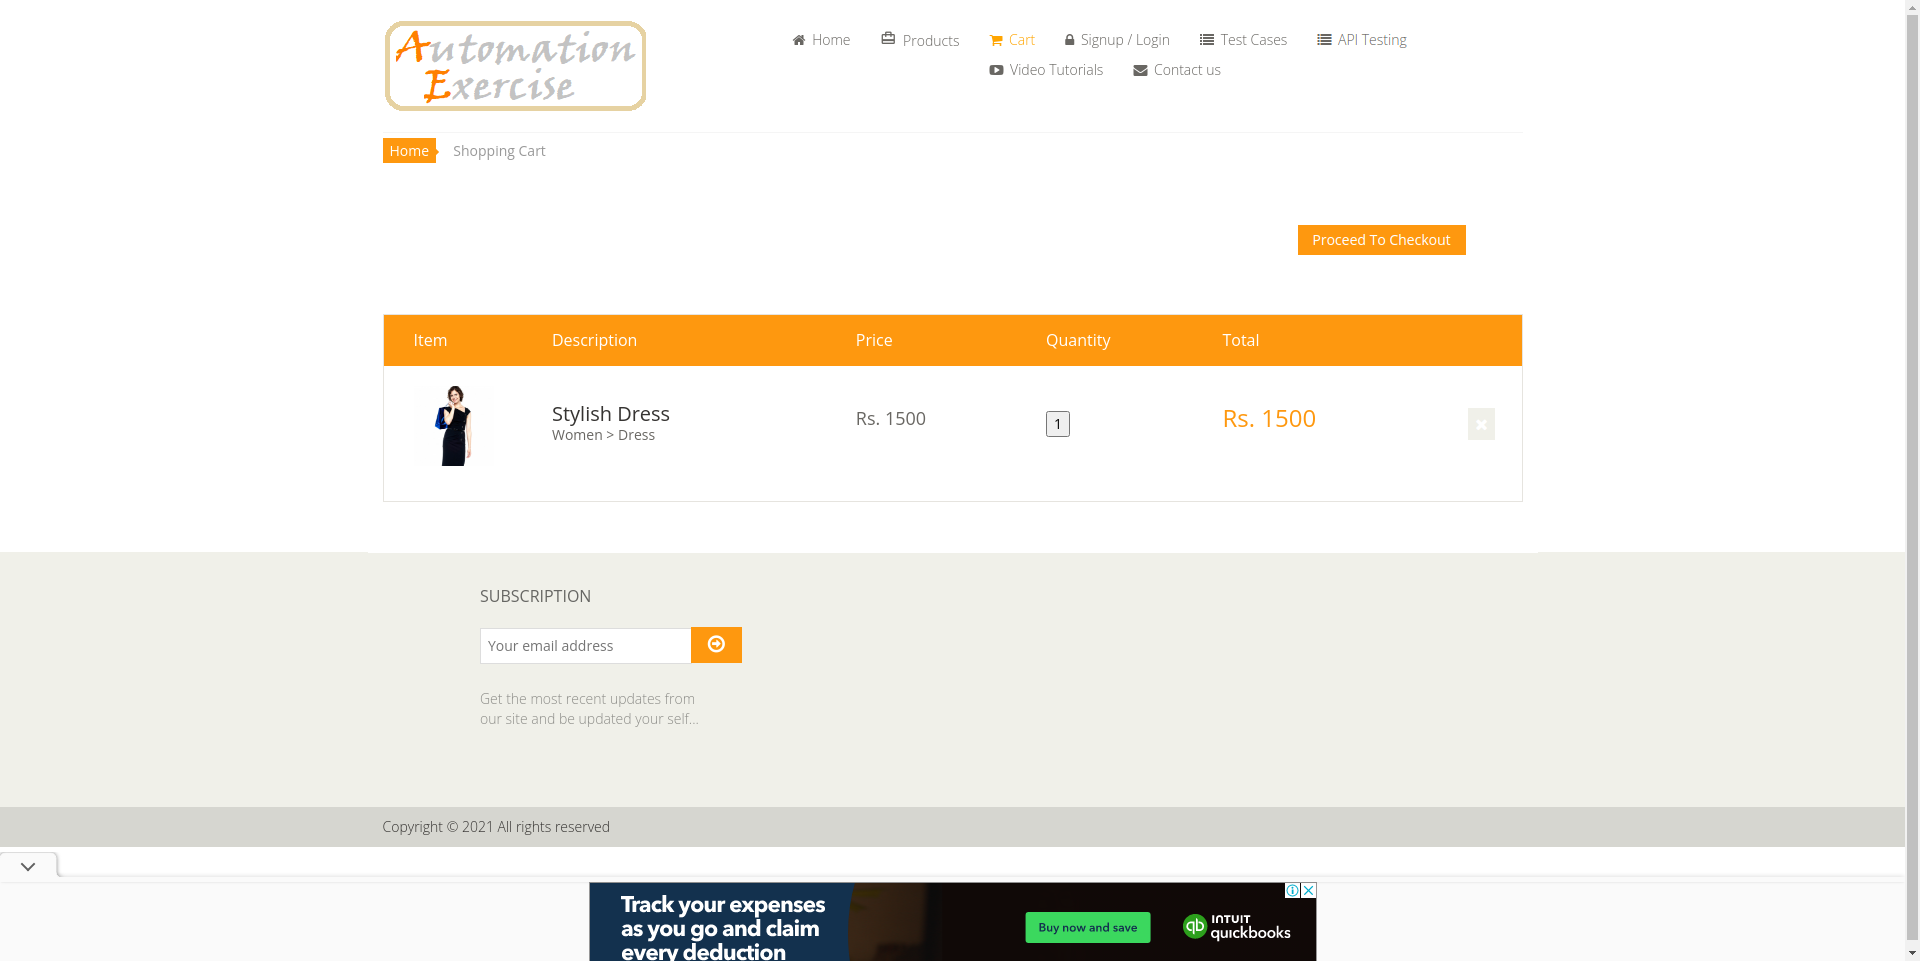 Automation
Exercise
Home
Products
Cart
Signup / Login
Test Cases
API Testing
Video Tutorials
Contact us
Home
Shopping Cart
Proceed To Checkout
Item Description Price Quantity Total
Stylish Dress
Women > Dress
Rs. 1500
1
Rs. 1500
SUBSCRIPTION
Your email address
Get the most recent updates from
our site and be updated your self...
Copyright © 2021 All rights reserved
Track your expenses
as you go and claim
every deduction
Buy now and save
qb
INTUIT
quickbooks